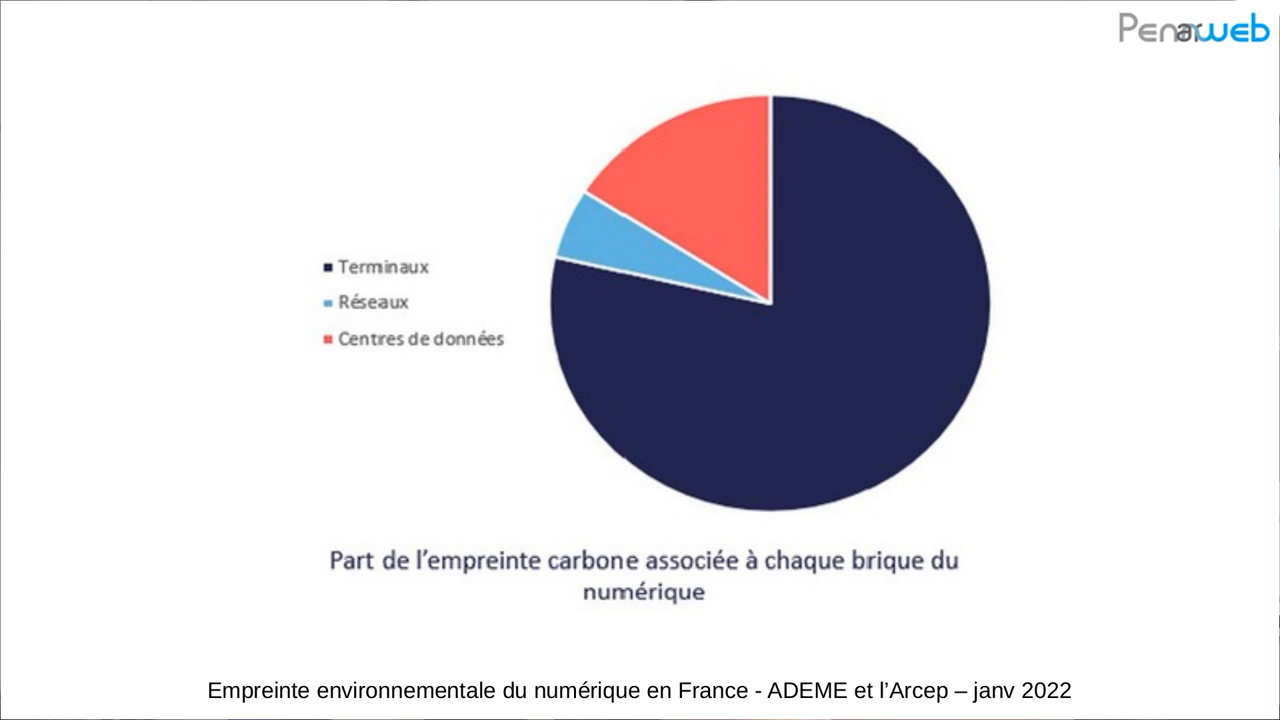 Penarweb
Terminaux
Réseaux
Centres de données
Part de l’empreinte carbone associée à chaque brique du
numérique
Empreinte environnementale du numérique en France - ADEME et l’Arcep – janv 2022